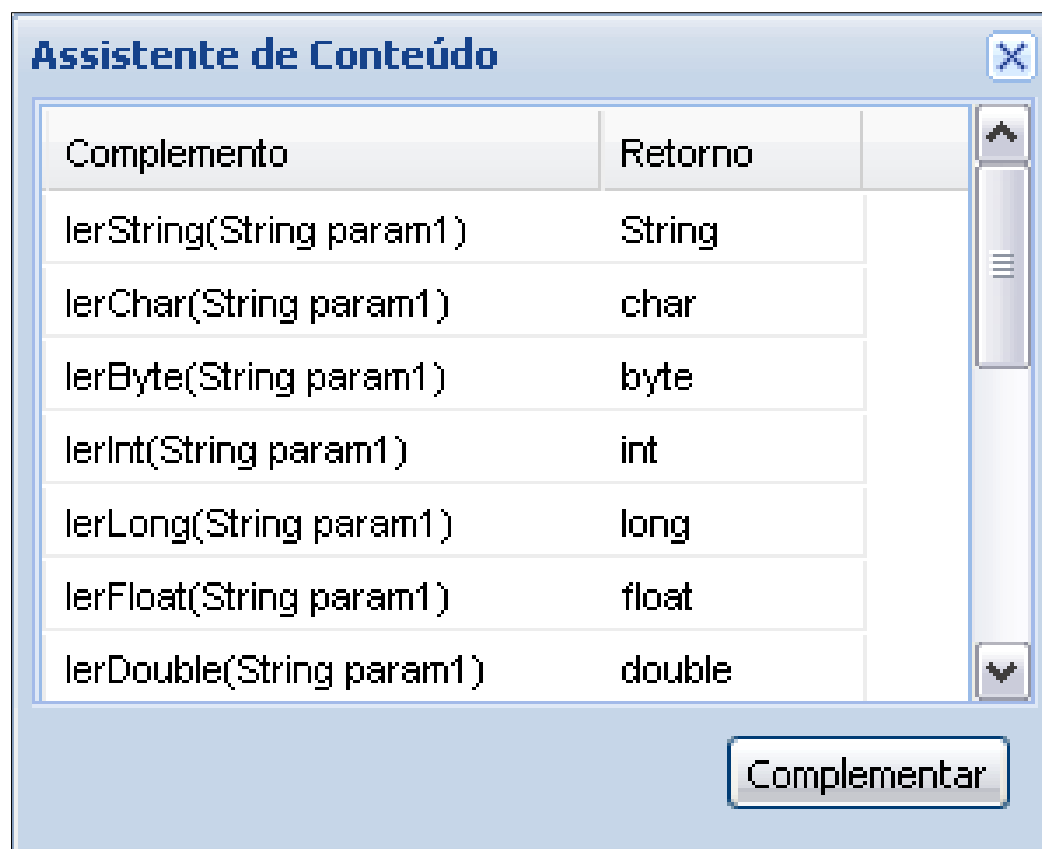 Assistente de Conteúdo
Complemento Retorno
lerString(String param1) String
lerChar(String param1) char
lerByte(String param1) byte
lerInt(String param1) int
lerLong(String param1) long
lerFloat(String param1) float
lerDouble(String param1) double
Complementar